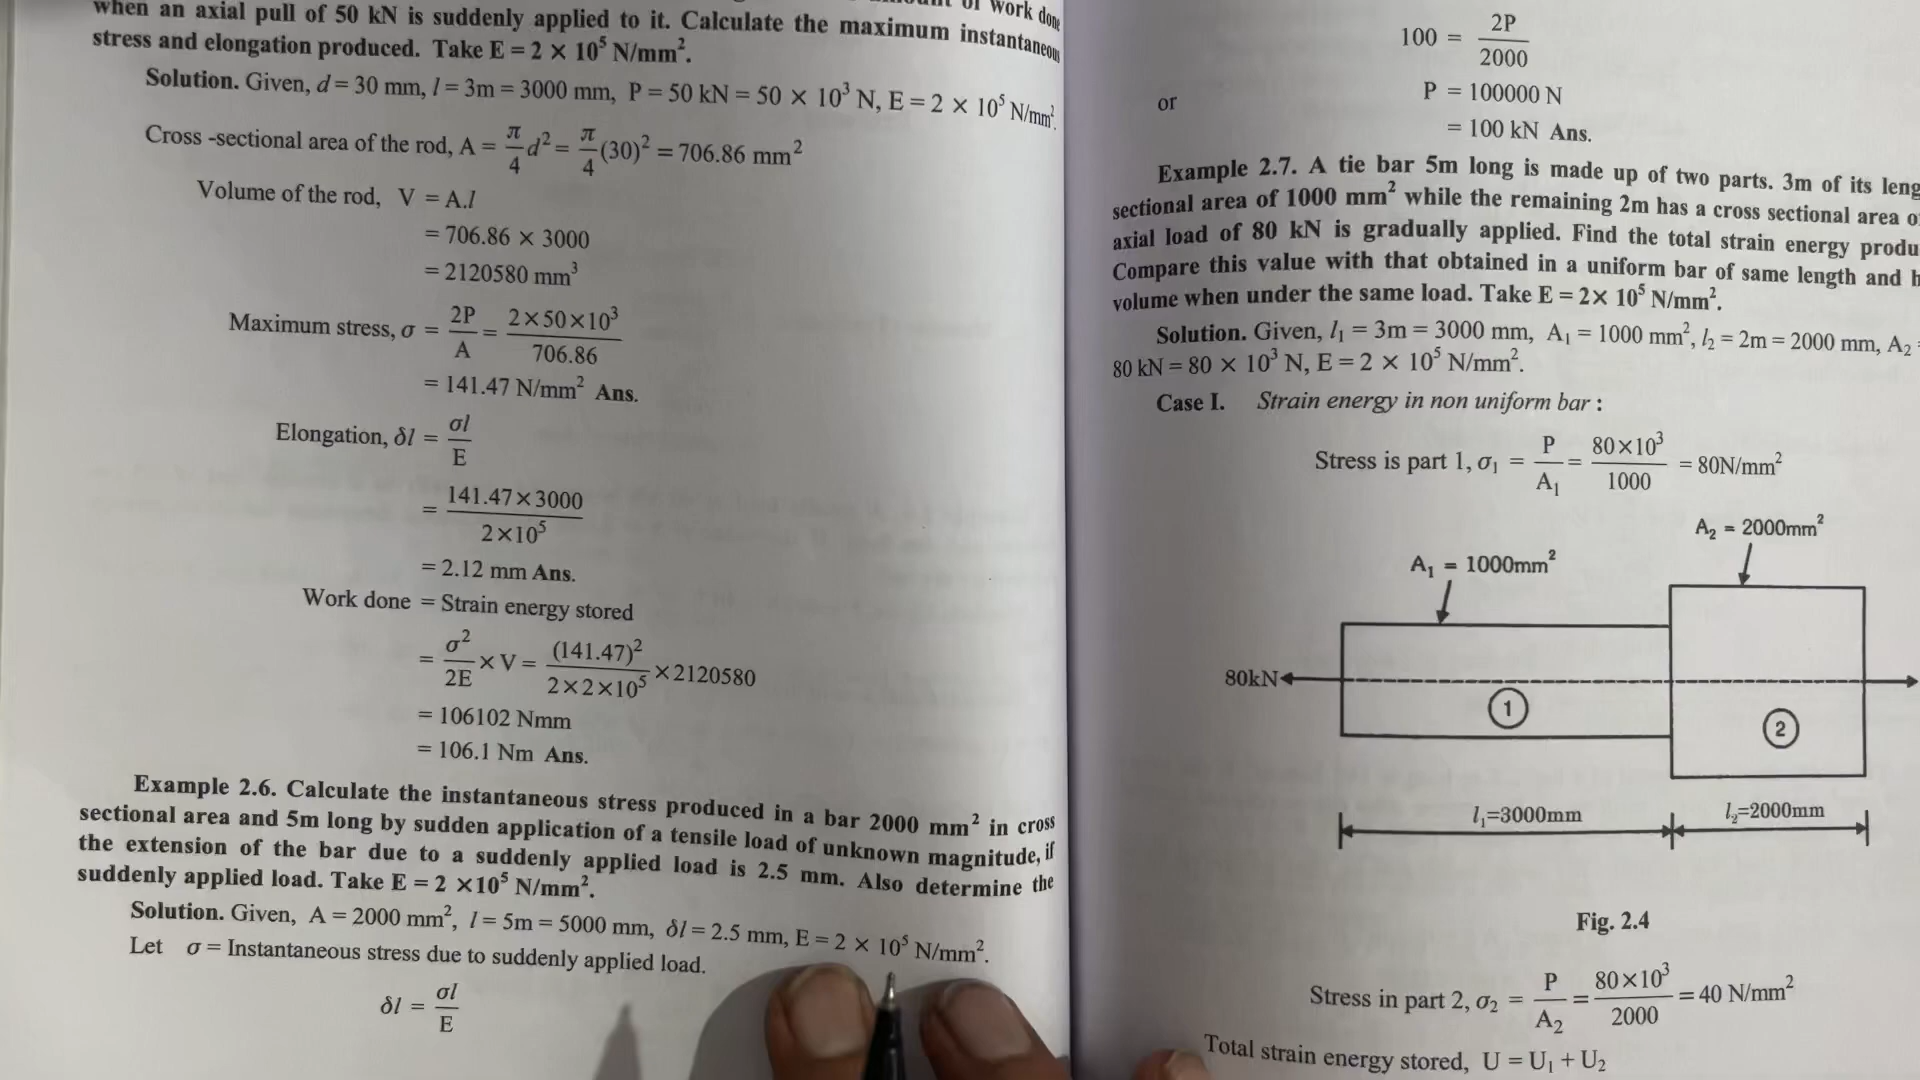 work done
when an axial pull of 50 kN is suddenly applied to it. Calculate the maximum instantaneous
stress and elongation produced. Take E = 2 × 10⁵ N/mm².
Solution. Given, d = 30 mm, l = 3m = 3000 mm, P = 50 kN = 50 × 10³ N, E = 2 × 10⁵ N/mm².
Cross -sectional area of the rod, A = π/4 d² = π/4 (30)² = 706.86 mm²
Volume of the rod, V = A.l
= 706.86 × 3000
= 2120580 mm³
Maximum stress, σ = 2P/A = 2×50×10³/706.86
= 141.47 N/mm² Ans.
Elongation, δl = σl/E
= 141.47×3000/2×10⁵
= 2.12 mm Ans.
Work done = Strain energy stored
= σ²/2E × V = (141.47)²/2×2×10⁵ ×2120580
= 106102 Nmm
= 106.1 Nm Ans.
Example 2.6. Calculate the instantaneous stress produced in a bar 2000 mm² in cross
sectional area and 5m long by sudden application of a tensile load of unknown magnitude, if
the extension of the bar due to a suddenly applied load is 2.5 mm. Also determine the
suddenly applied load. Take E = 2 ×10⁵ N/mm².
Solution. Given, A = 2000 mm², l = 5m = 5000 mm, δl = 2.5 mm, E = 2 × 10⁵ N/mm².
Let σ = Instantaneous stress due to suddenly applied load.
δl = σl/E
100 = 2P/2000
or P = 100000 N
= 100 kN Ans.
Example 2.7. A tie bar 5m long is made up of two parts. 3m of its
sectional area of 1000 mm² while the remaining 2m has a cross sectional area
axial load of 80 kN is gradually applied. Find the total strain energy
Compare this value with that obtained in a uniform bar of same length and
volume when under the same load. Take E = 2× 10⁵ N/mm².
Solution. Given, l₁ = 3m = 3000 mm, A₁ = 1000 mm², l₂ = 2m = 2000 mm, A₂
80 kN = 80 × 10³ N, E = 2 × 10⁵ N/mm².
Case I. Strain energy in non uniform bar :
Stress is part 1, σ₁ = P/A₁ = 80×10³/1000 = 80N/mm²
A₂ = 2000mm²
A₁ = 1000mm²
80kN
1
2
l₁=3000mm
l₂=2000mm
Fig. 2.4
Stress in part 2, σ₂ = P/A₂ = 80×10³/2000 = 40 N/mm²
Total strain energy stored, U = U₁ + U₂